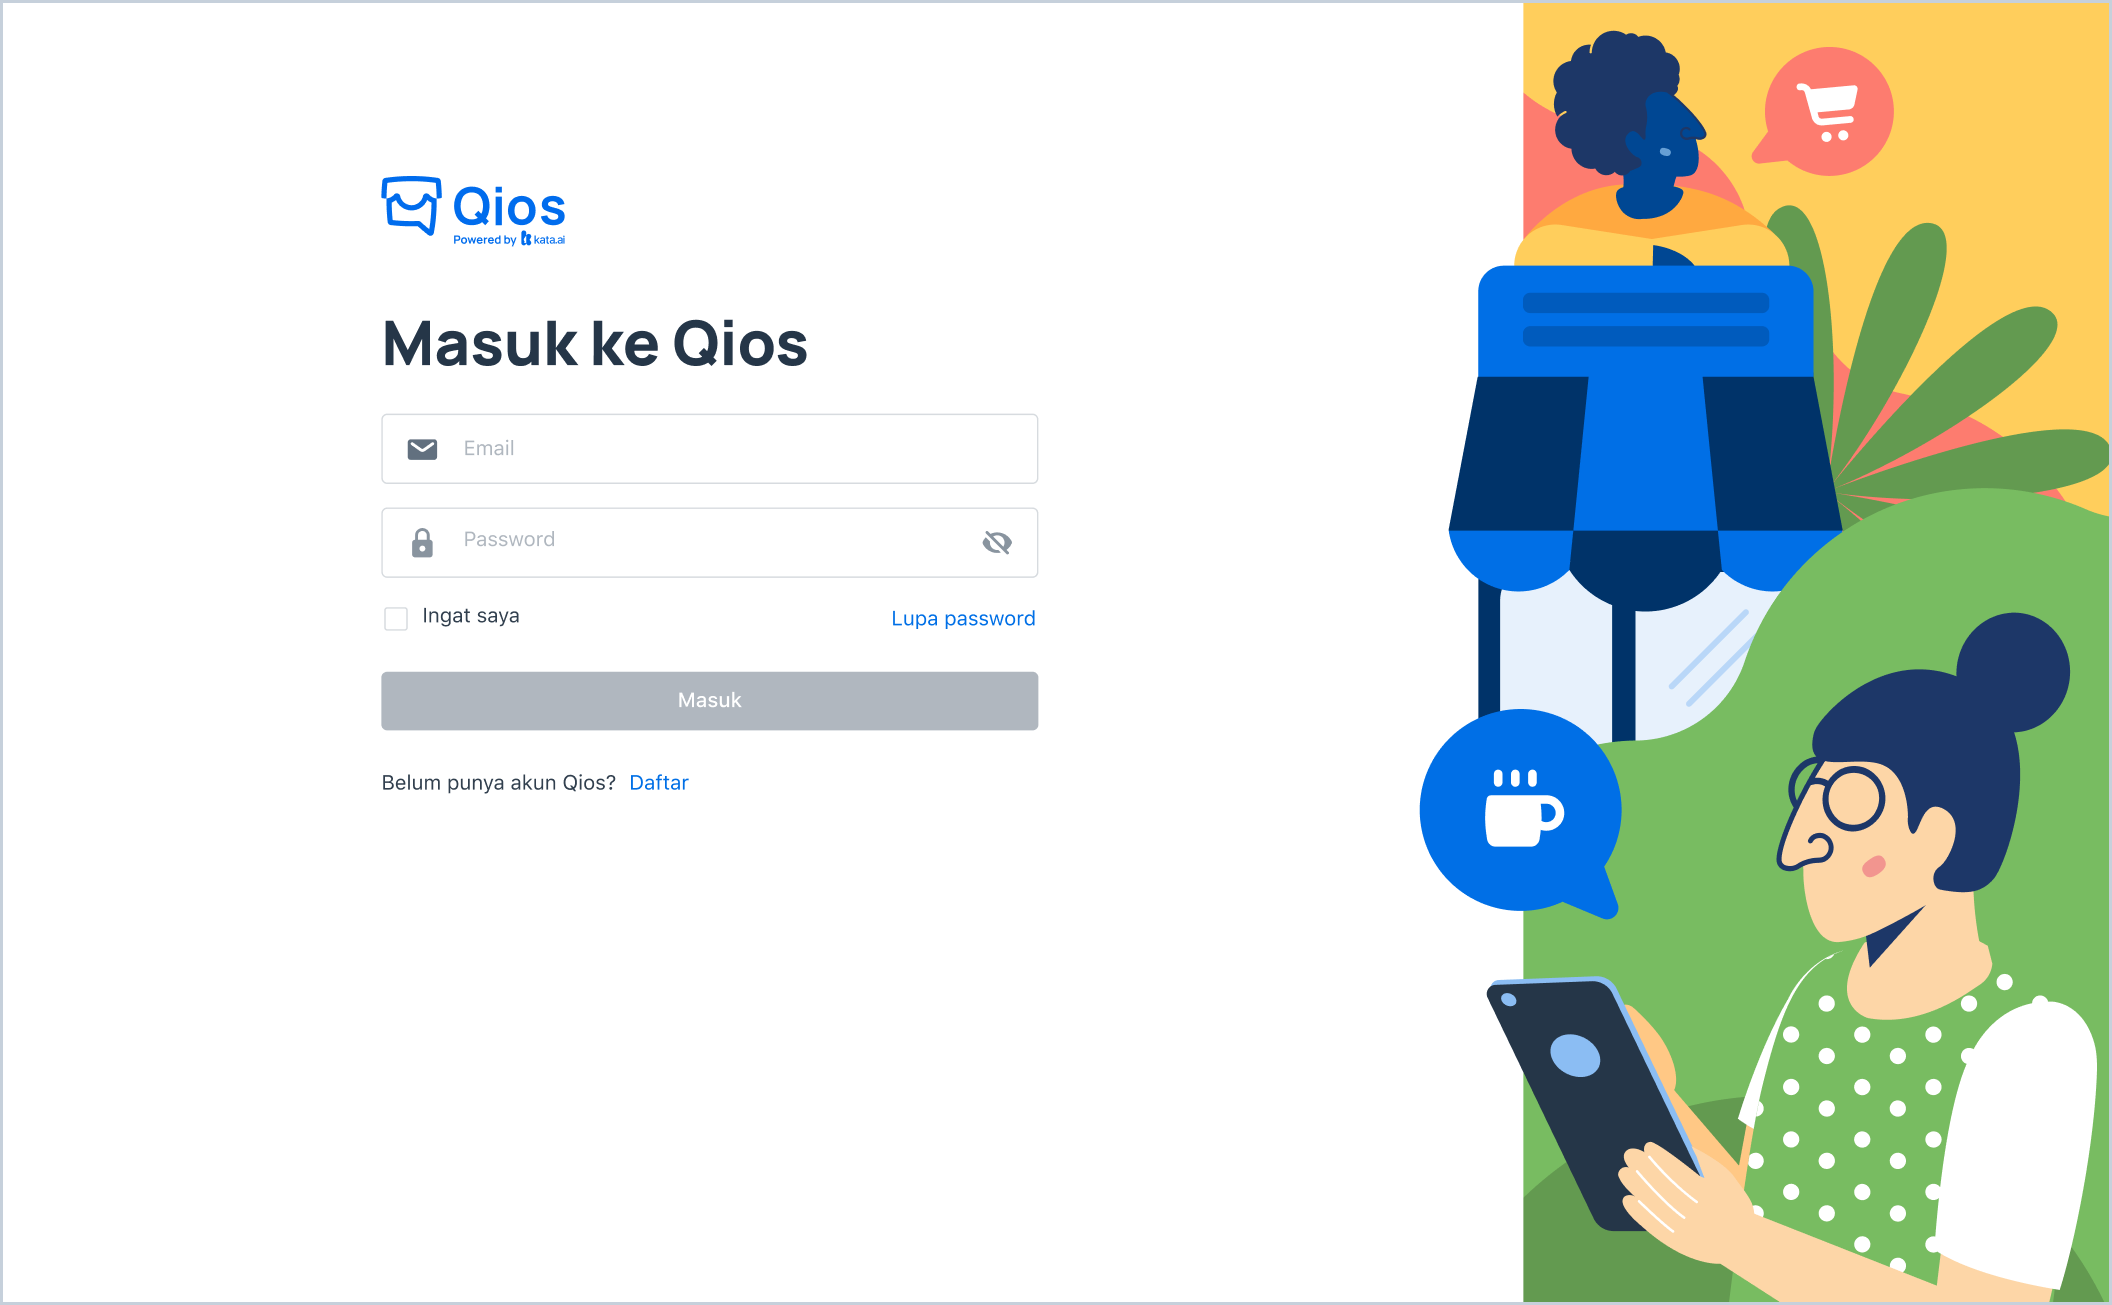 Qios
Powered by kata.ai
Masuk ke Qios
Email
Password
Ingat saya
Lupa password
Masuk
Belum punya akun Qios? Daftar